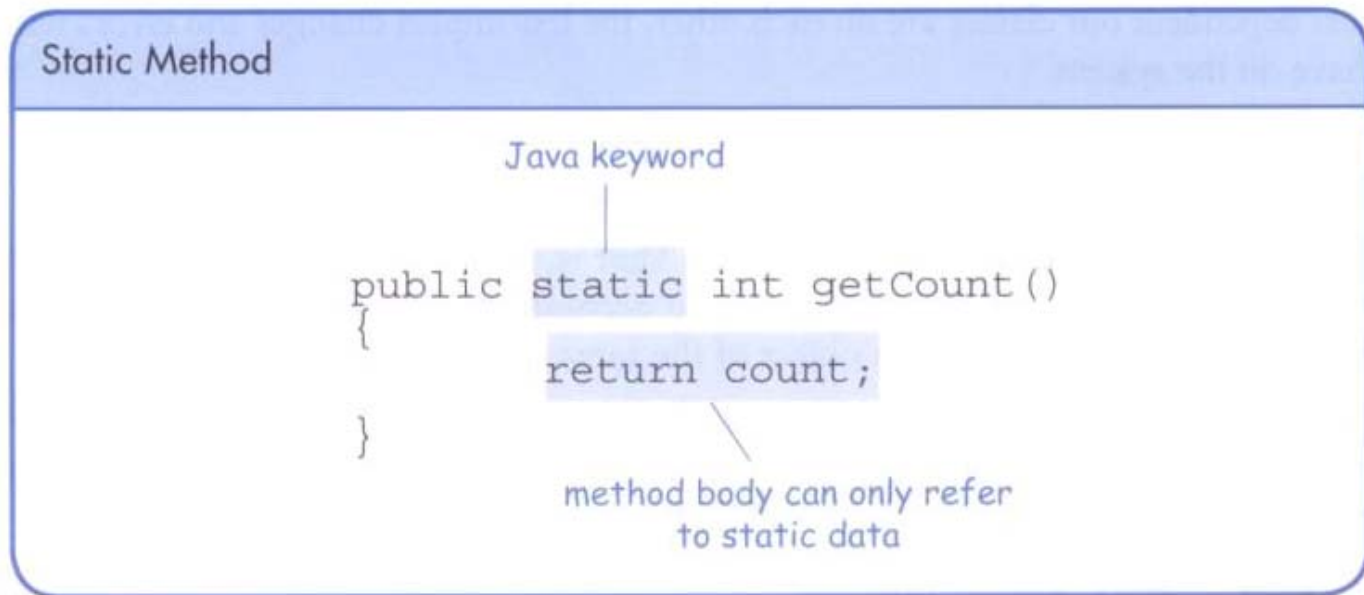 Static Method
Java keyword
public static int getCount()
{
return count;
}
method body can only refer
to static data